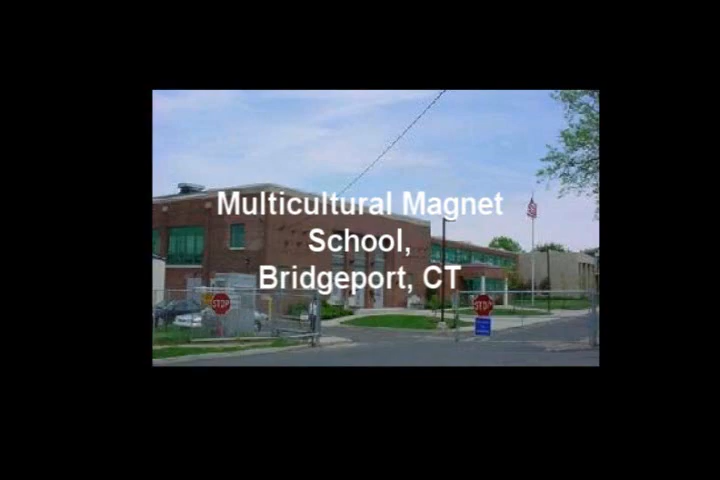 Multicultural Magnet
School,
Bridgeport, CT
STOP
STOP